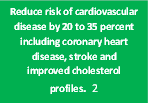 Reduce risk of cardiovascular
disease by 20 to 35 percent
including coronary heart
disease, stroke and
improved cholesterol
profiles. 2